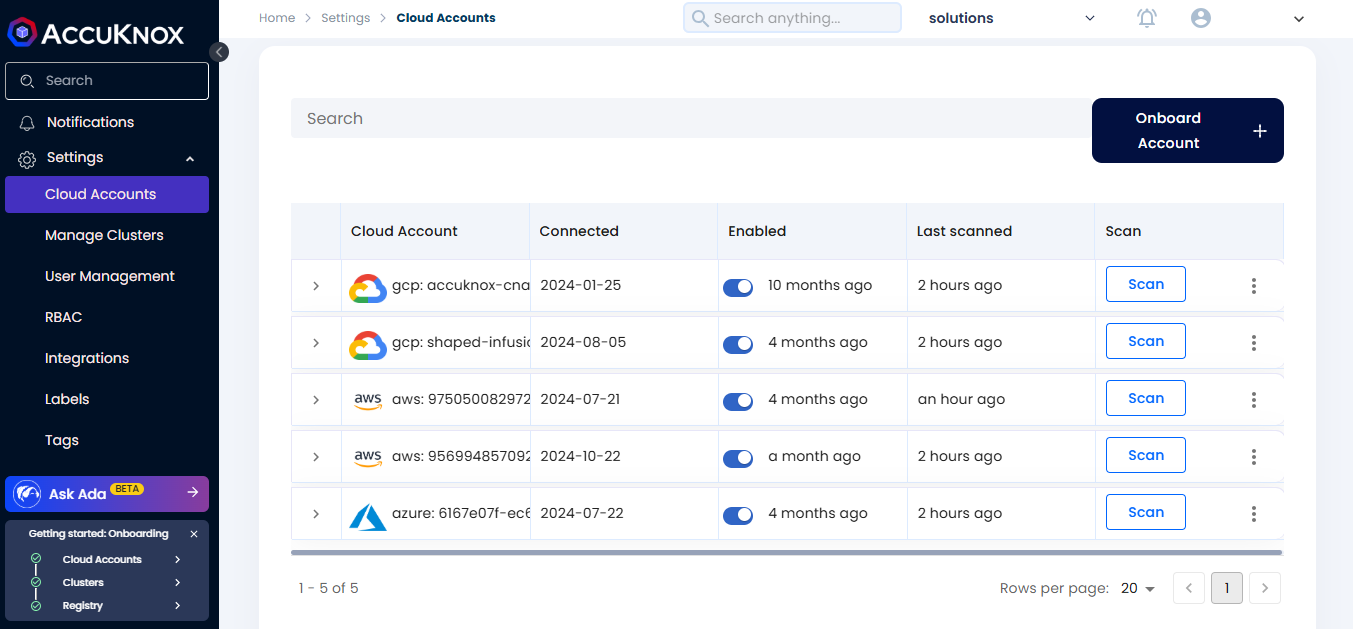 ACCUKNOX
Search
Notifications
Settings
Cloud Accounts
Manage Clusters
User Management
RBAC
Integrations
Labels
Tags
Ask Ada BETA
Getting started: Onboarding
Cloud Accounts
Clusters
Registry
Home > Settings > Cloud Accounts
Search anything...
solutions
Search
Onboard
Account +
Cloud Account Connected Enabled Last scanned Scan
gcp: accuknox-cna 2024-01-25 10 months ago 2 hours ago Scan
gcp: shaped-infusio 2024-08-05 4 months ago 2 hours ago Scan
aws aws: 975050082972 2024-07-21 4 months ago an hour ago Scan
aws aws: 956994857092 2024-10-22 a month ago 2 hours ago Scan
azure: 6167e07f-ec6 2024-07-22 4 months ago 2 hours ago Scan
1 - 5 of 5
Rows per page: 20 < 1 >